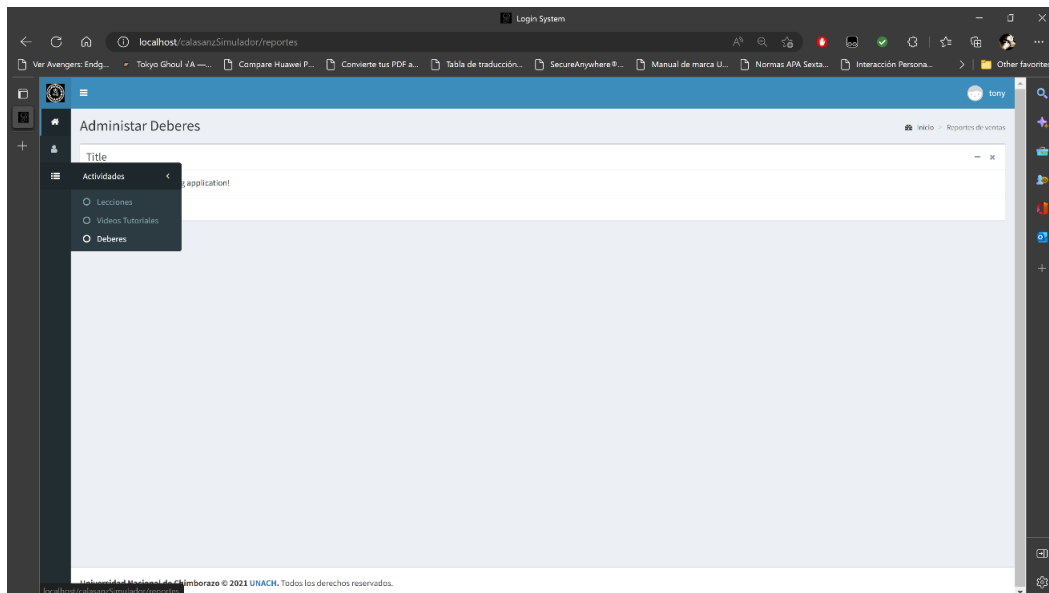 Login System
localhost/calasanzSimulador/reportes
Ver Avengers: Endg... Tokyo Ghoul √A —... Compare Huawei P... Convierte tus PDF a... Tabla de traducción... SecureAnywhere®... Manual de marca U... Normas APA Sexta... Interacción Persona... Other favorites
tony
Administar Deberes
Inicio > Reportes de ventas
Title
Actividades
g application!
Lecciones
Videos Tutoriales
Deberes
Universidad Nacional de Chimborazo © 2021 UNACH. Todos los derechos reservados.
localhost/calasanzSimulador/reportes